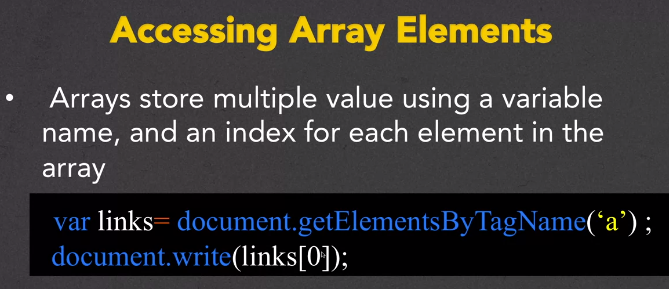 Accessing Array Elements
• Arrays store multiple value using a variable
name, and an index for each element in the
array
var links= document.getElementsByTagName(‘a’) ;
document.write(links[0]);